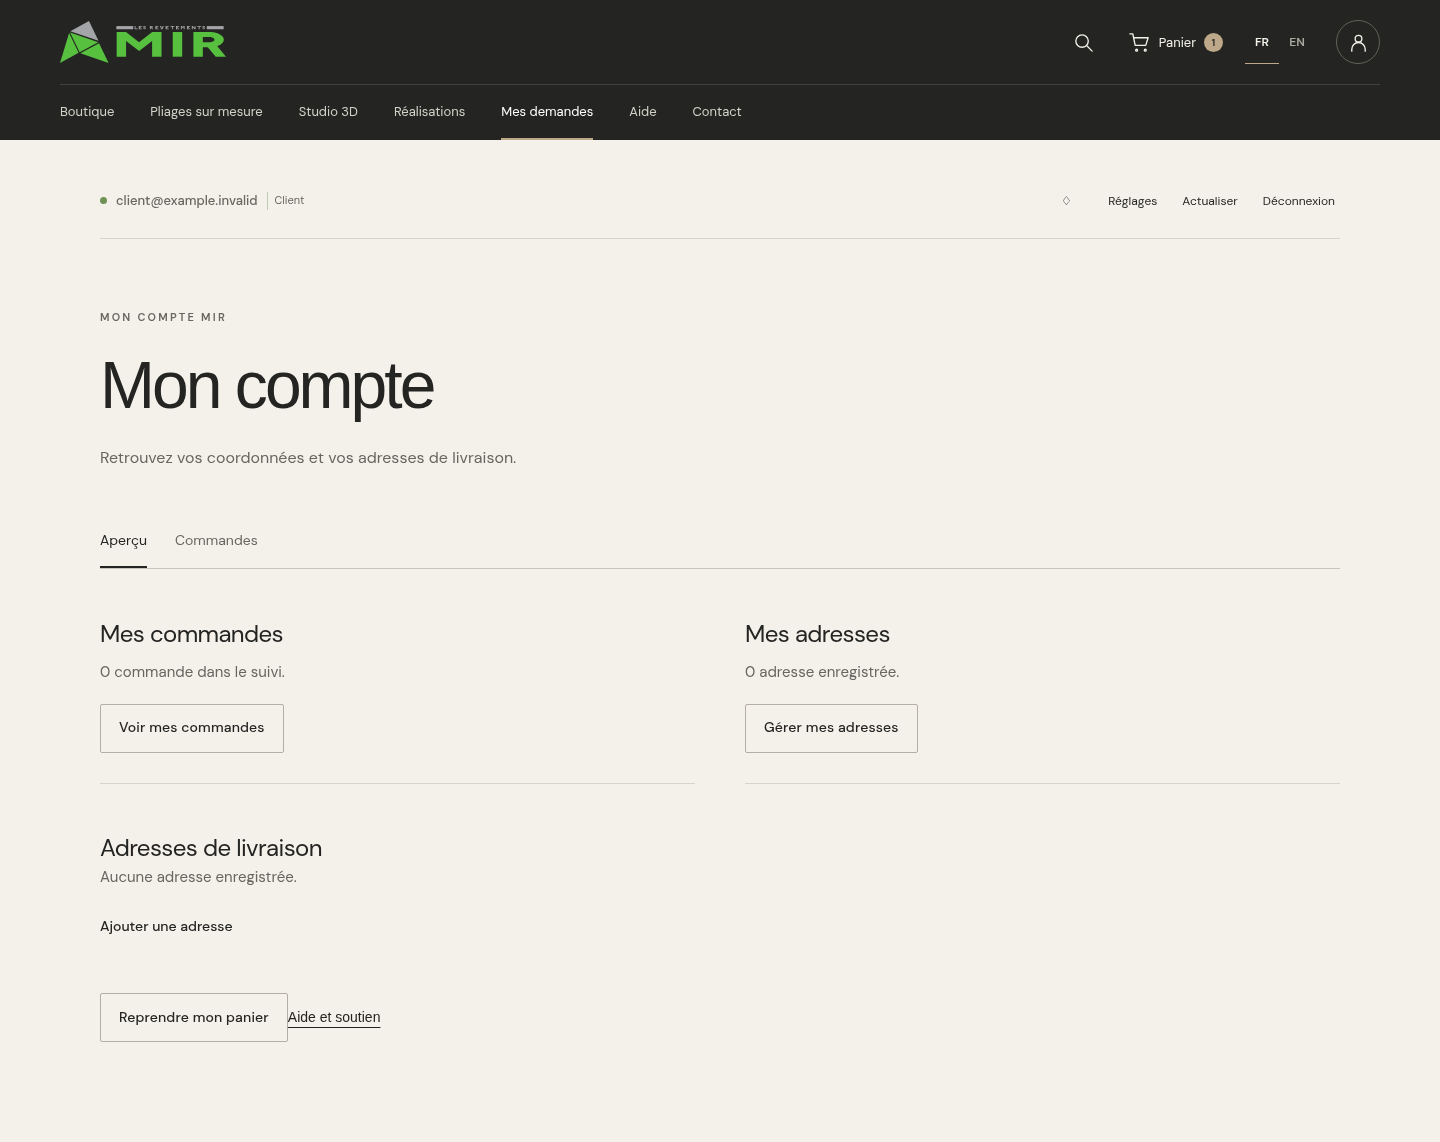 LES REVÊTEMENTS
MIR
Panier 1
FR EN
Boutique Pliages sur mesure Studio 3D Réalisations Mes demandes Aide Contact
client@example.invalid Client
Réglages Actualiser Déconnexion
MON COMPTE MIR
Mon compte
Retrouvez vos coordonnées et vos adresses de livraison.
Aperçu Commandes
Mes commandes
0 commande dans le suivi.
Voir mes commandes
Mes adresses
0 adresse enregistrée.
Gérer mes adresses
Adresses de livraison
Aucune adresse enregistrée.
Ajouter une adresse
Reprendre mon panier Aide et soutien